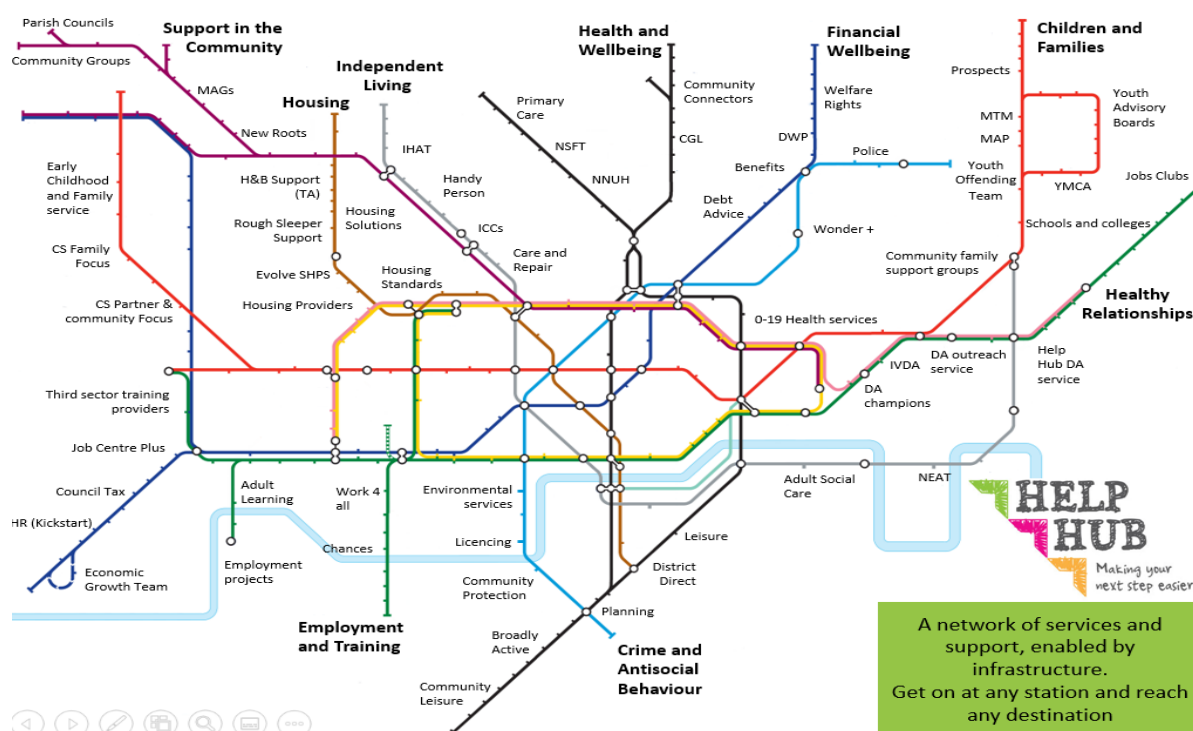 Parish Councils
Community Groups
Support in the
Community
MAGs
New Roots
Independent
Living
Housing
IHAT
Handy
Person
ICCs
Care and
Repair
H&B Support
(TA)
Rough Sleeper
Support
Housing
Solutions
Evolve SHPS
Housing
Standards
Housing Providers
Early
Childhood
and Family
service
CS Family
Focus
CS Partner &
community Focus
Third sector training
providers
Job Centre Plus
Council Tax
HR (Kickstart)
Economic
Growth Team
Adult
Learning
Employment
projects
Work 4
all
Chances
Employment
and Training
Health and
Wellbeing
Primary
Care
NSFT
NNUH
Community
Connectors
CGL
Financial
Wellbeing
Welfare
Rights
DWP
Benefits
Debt
Advice
Police
Wonder +
Children and
Families
Prospects
MTM
MAP
Youth
Offending
Team
Youth
Advisory
Boards
YMCA
Jobs Clubs
Schools and colleges
Community family
support groups
Healthy
Relationships
0-19 Health services
IVDA
DA outreach
service
Help
Hub DA
service
DA
champions
Adult Social
Care
NEAT
Environmental
services
Licencing
Community
Protection
Leisure
District
Direct
Planning
Broadly
Active
Community
Leisure
Crime and
Antisocial
Behaviour
HELP
HUB
Making your
next step easier
A network of services and
support, enabled by
infrastructure.
Get on at any station and reach
any destination